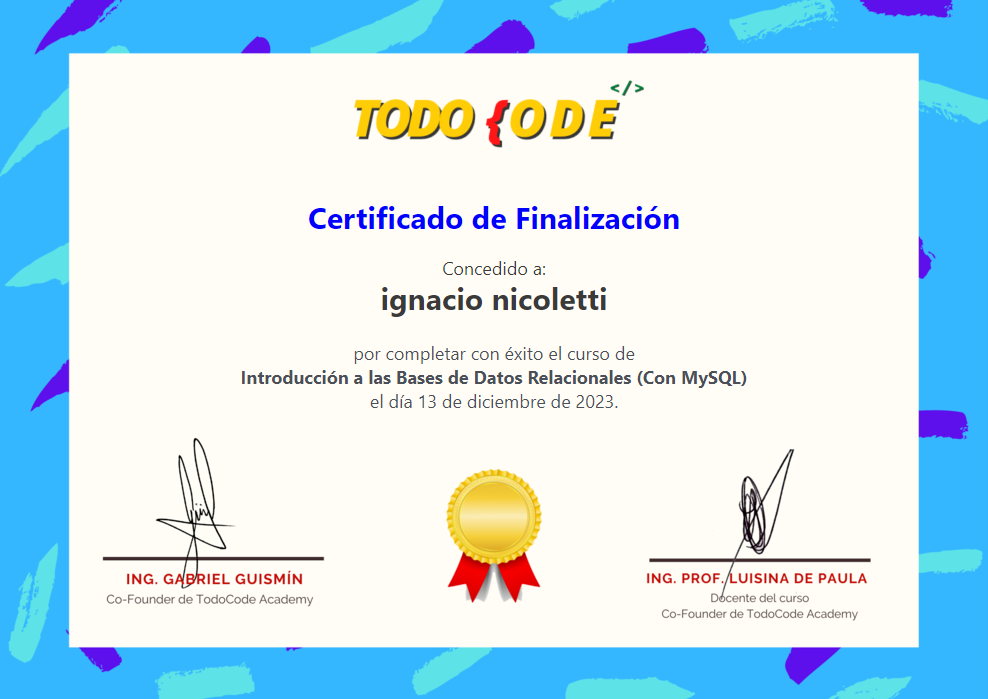 </>
TODO {ODE
Certificado de Finalización
Concedido a:
ignacio nicoletti
por completar con éxito el curso de
Introducción a las Bases de Datos Relacionales (Con MySQL)
el día 13 de diciembre de 2023.
ING. GABRIEL GUISMÍN
Co-Founder de TodoCode Academy
ING. PROF. LUISINA DE PAULA
Docente del curso
Co-Founder de TodoCode Academy